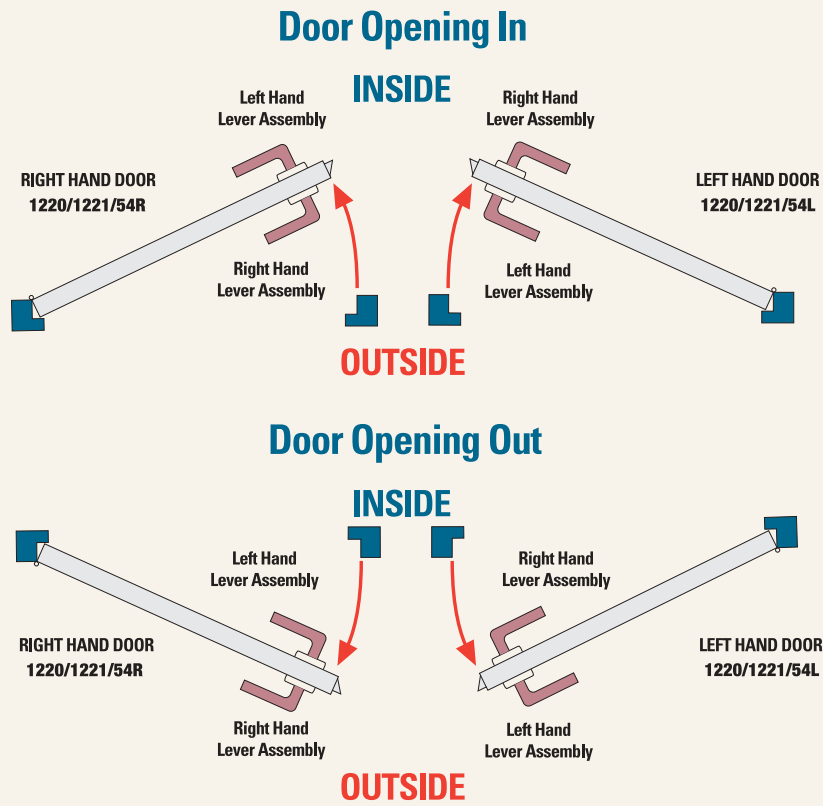 Door Opening In
INSIDE
Left Hand
Lever Assembly
Right Hand
Lever Assembly
RIGHT HAND DOOR
1220/1221/54R
LEFT HAND DOOR
1220/1221/54L
Right Hand
Lever Assembly
Left Hand
Lever Assembly
OUTSIDE
Door Opening Out
INSIDE
Left Hand
Lever Assembly
Right Hand
Lever Assembly
RIGHT HAND DOOR
1220/1221/54R
LEFT HAND DOOR
1220/1221/54L
Right Hand
Lever Assembly
Left Hand
Lever Assembly
OUTSIDE